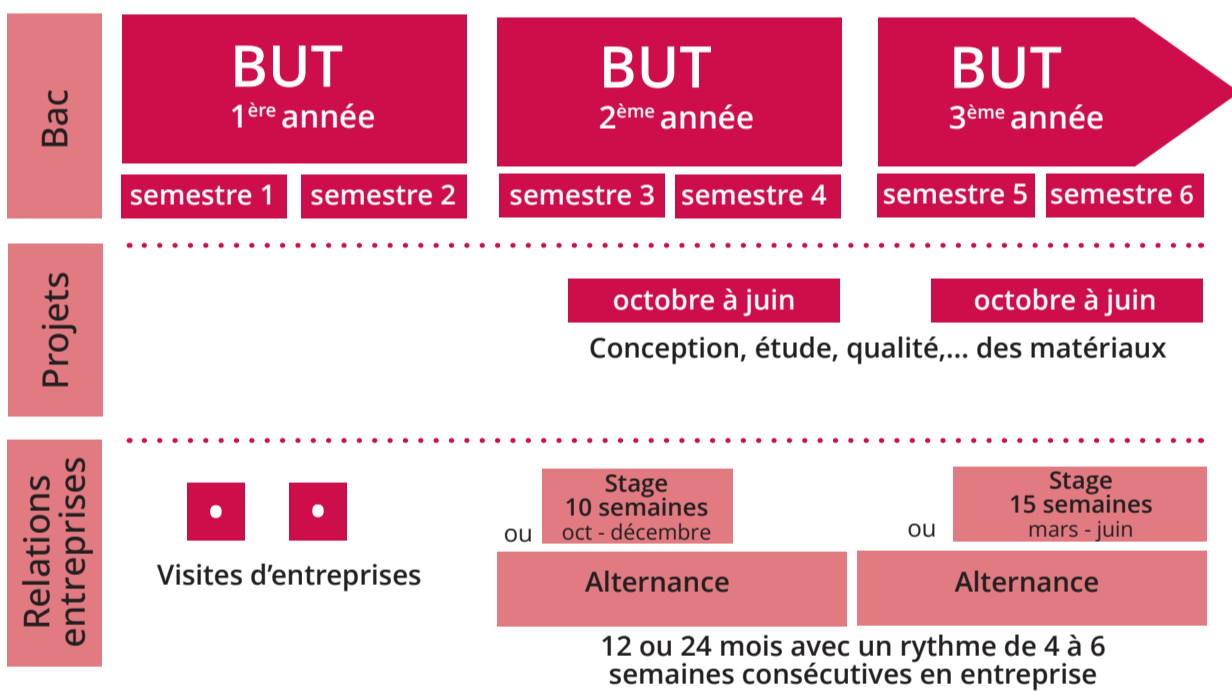 Bac
BUT
1ère année
BUT
2ème année
BUT
3ème année
semestre 1
semestre 2
semestre 3
semestre 4
semestre 5
semestre 6
Projets
octobre à juin
octobre à juin
Conception, étude, qualité,... des matériaux
Relations
entreprises
Visites d’entreprises
ou
Stage
10 semaines
oct - décembre
ou
Stage
15 semaines
mars - juin
Alternance
Alternance
12 ou 24 mois avec un rythme de 4 à 6
semaines consécutives en entreprise